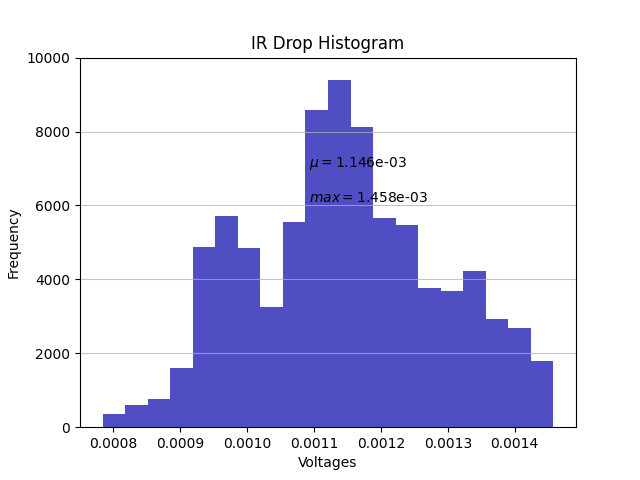 IR Drop Histogram
10000
8000
6000
4000
2000
0
Frequency
μ = 1.146e-03
max = 1.458e-03
0.0008 0.0009 0.0010 0.0011 0.0012 0.0013 0.0014
Voltages